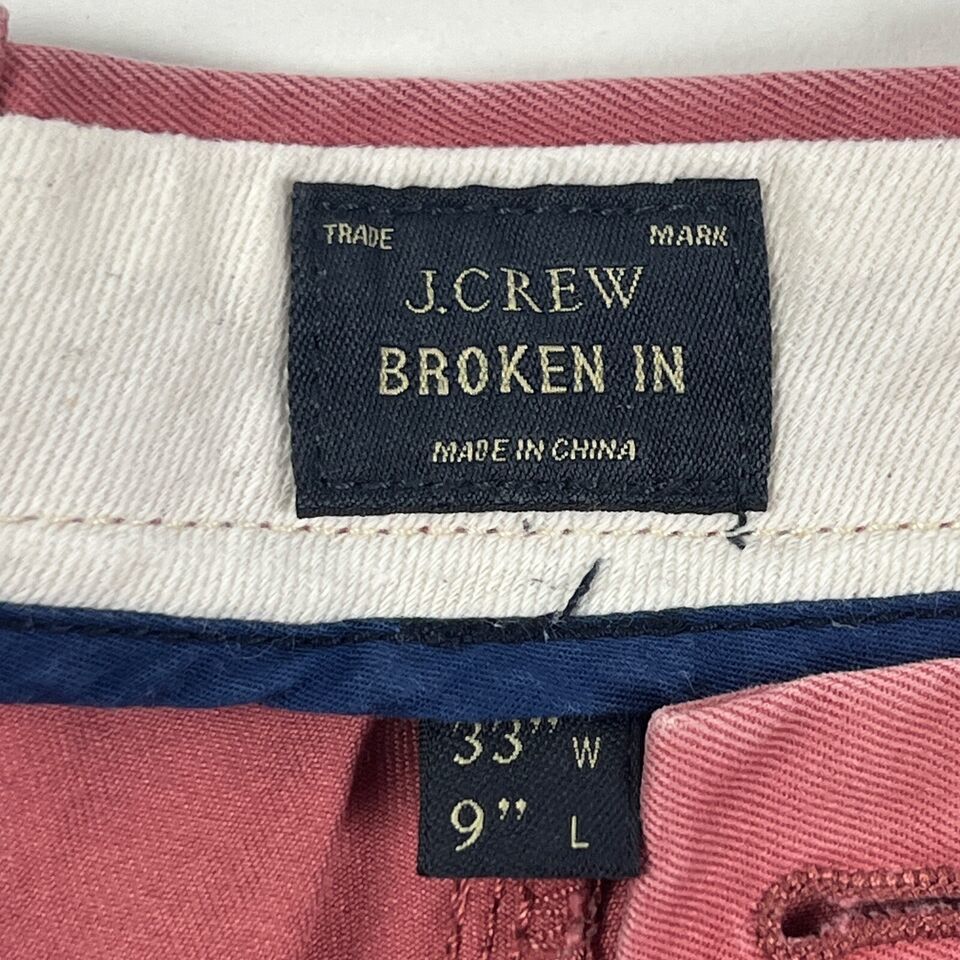 TRADE MARK
J.CREW
BROKEN IN
MADE IN CHINA
33” W
9” L